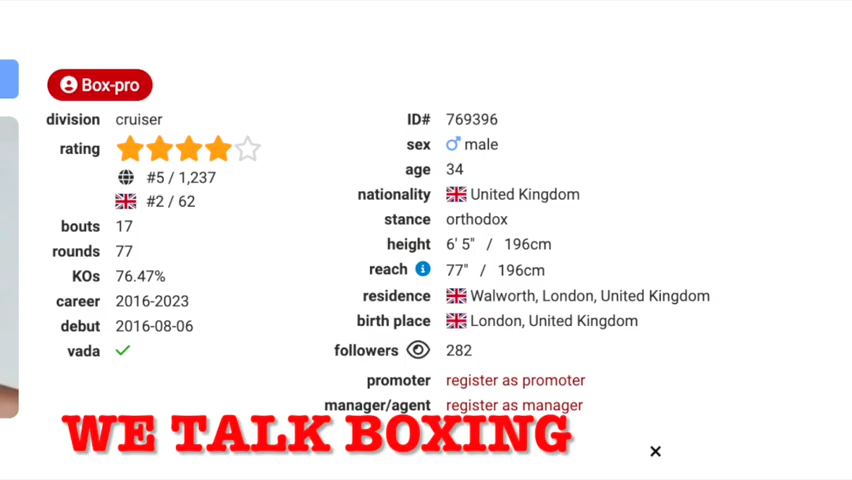 Box-pro
division cruiser
rating
#5 / 1,237
#2 / 62
bouts 17
rounds 77
KOs 76.47%
career 2016-2023
debut 2016-08-06
vada
ID# 769396
sex male
age 34
nationality United Kingdom
stance orthodox
height 6' 5" / 196cm
reach 77" / 196cm
residence Walworth, London, United Kingdom
birth place London, United Kingdom
followers 282
promoter register as promoter
manager/agent register as manager
WE TALK BOXING